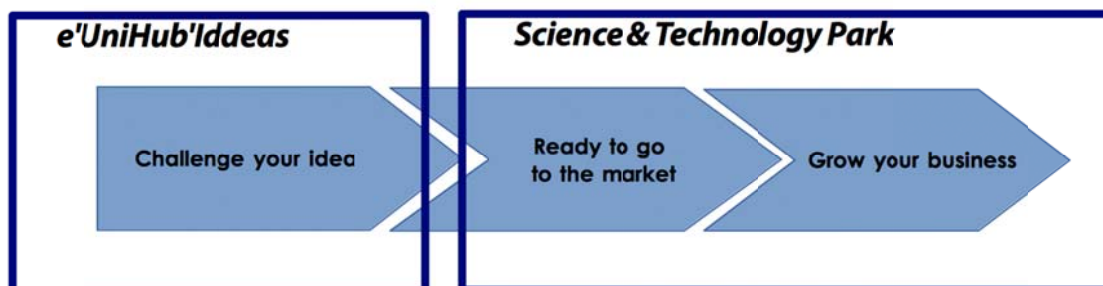 e'UniHub'Iddeas
Science & Technology Park
Challenge your idea
Ready to go
to the market
Grow your business